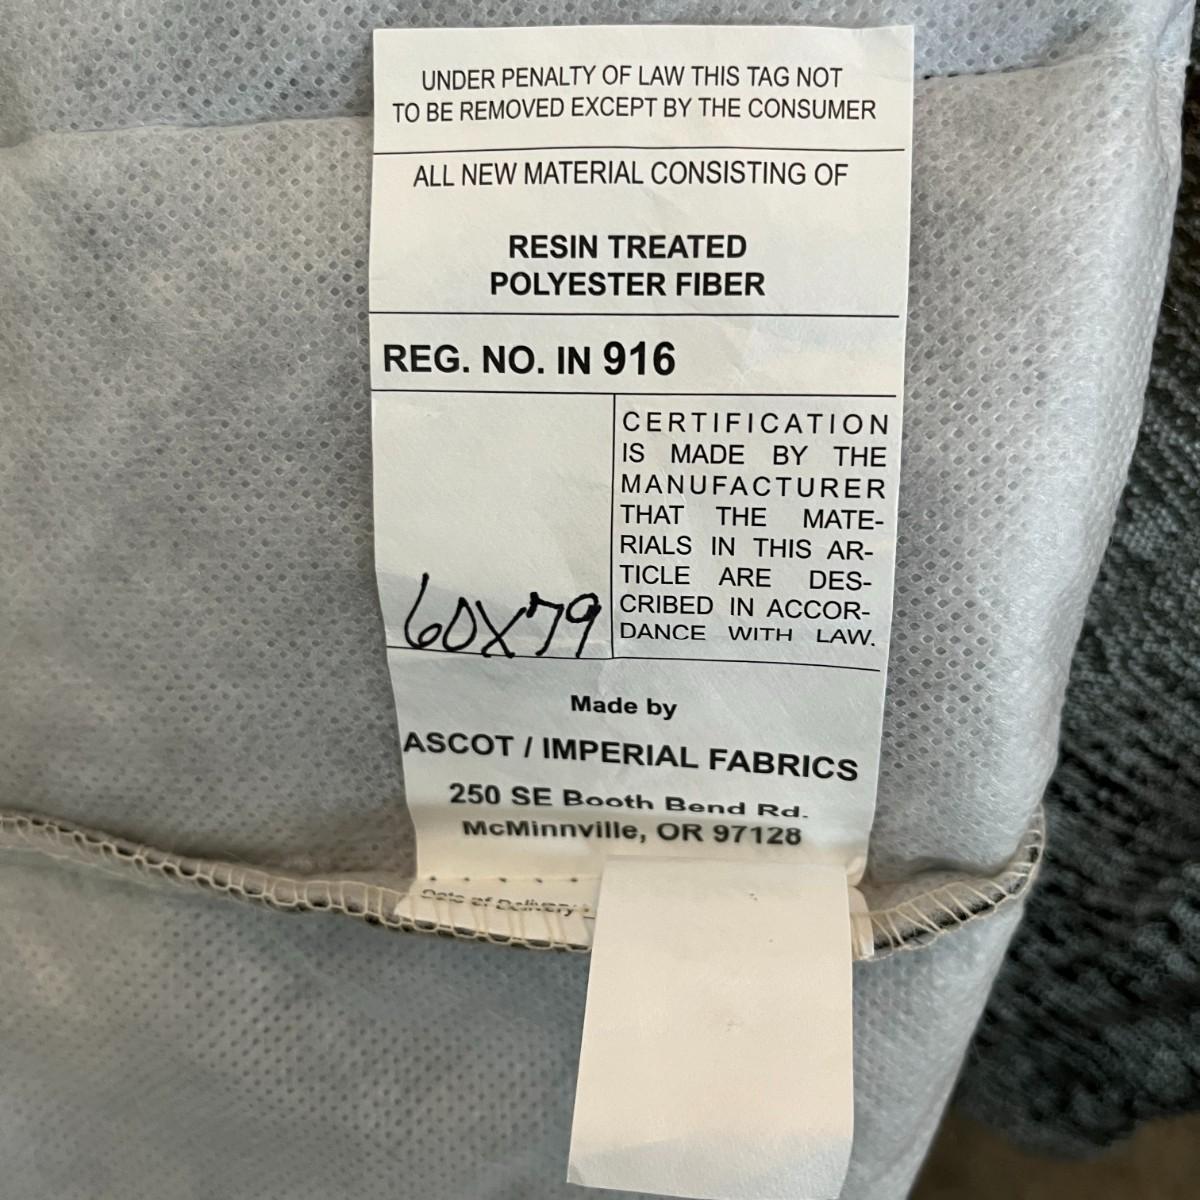 UNDER PENALTY OF LAW THIS TAG NOT
TO BE REMOVED EXCEPT BY THE CONSUMER
ALL NEW MATERIAL CONSISTING OF
RESIN TREATED
POLYESTER FIBER
REG. NO. IN 916
CERTIFICATION
IS MADE BY THE
MANUFACTURER
THAT THE MATE-
RIALS IN THIS AR-
TICLE ARE DES-
CRIBED IN ACCOR-
DANCE WITH LAW.
60X79
Made by
ASCOT / IMPERIAL FABRICS
250 SE Booth Bend Rd.
McMinnville, OR 97128
Date of Delivery